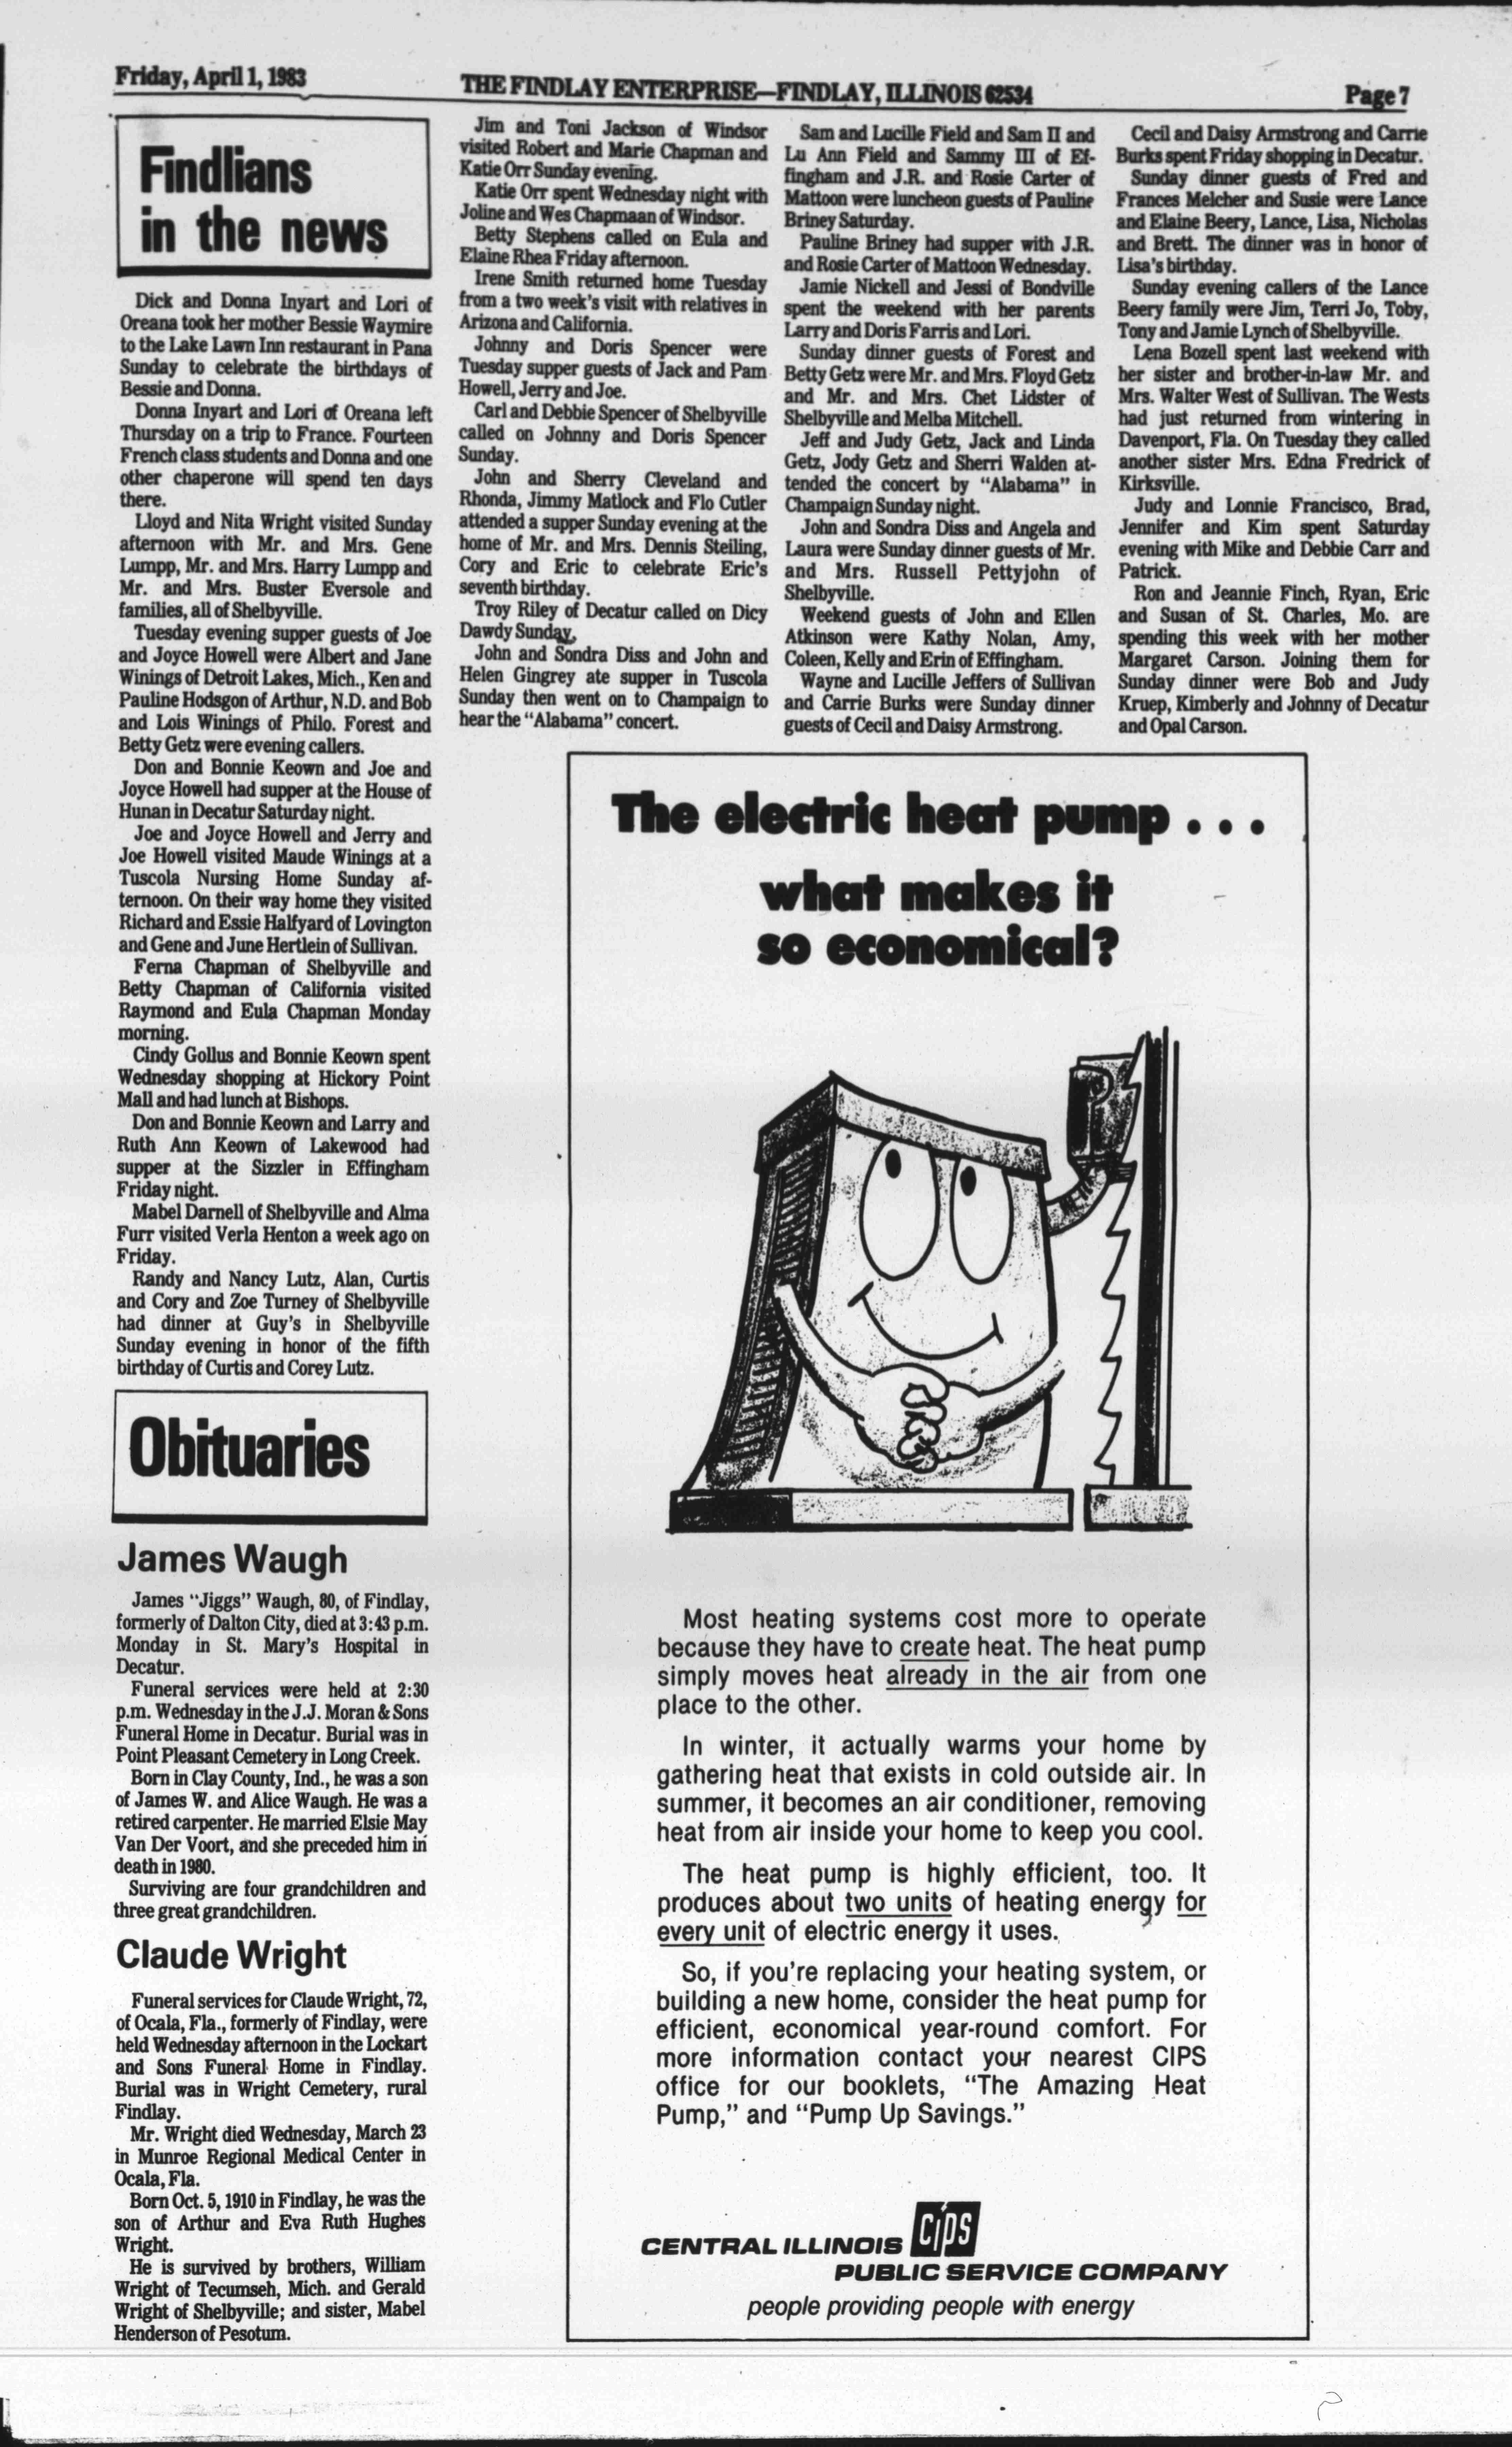 Friday, April 1, 1983
THE FINDLAY ENTERPRISE—FINDLAY, ILLINOIS 62534
Page 7
Findlians
in the news
Dick and Donna Inyart and Lori of
Oreana took her mother Bessie Waymire
to the Lake Lawn Inn restaurant in Pana
Sunday to celebrate the birthdays of
Bessie and Donna.
Donna Inyart and Lori of Oreana left
Thursday on a trip to France. Fourteen
French class students and Donna and one
other chaperone will spend ten days
there.
Lloyd and Nita Wright visited Sunday
afternoon with Mr. and Mrs. Gene
Lumpp, Mr. and Mrs. Harry Lumpp and
Mr. and Mrs. Buster Eversole and
families, all of Shelbyville.
Tuesday evening supper guests of Joe
and Joyce Howell were Albert and Jane
Winings of Detroit Lakes, Mich., Ken and
Pauline Hodsgon of Arthur, N.D. and Bob
and Lois Winings of Philo. Forest and
Betty Getz were evening callers.
Don and Bonnie Keown and Joe and
Joyce Howell had supper at the House of
Hunan in Decatur Saturday night.
Joe and Joyce Howell and Jerry and
Joe Howell visited Maude Winings at a
Tuscola Nursing Home Sunday af-
ternoon. On their way home they visited
Richard and Essie Halfyard of Lovington
and Gene and June Hertlein of Sullivan.
Ferna Chapman of Shelbyville and
Betty Chapman of California visited
Raymond and Eula Chapman Monday
morning.
Cindy Gollus and Bonnie Keown spent
Wednesday shopping at Hickory Point
Mall and had lunch at Bishops.
Don and Bonnie Keown and Larry and
Ruth Ann Keown of Lakewood had
supper at the Sizzler in Effingham
Friday night.
Mabel Darnell of Shelbyville and Alma
Furr visited Verla Henton a week ago on
Friday.
Randy and Nancy Lutz, Alan, Curtis
and Cory and Zoe Turney of Shelbyville
had dinner at Guy's in Shelbyville
Sunday evening in honor of the fifth
birthday of Curtis and Corey Lutz.
Obituaries
James Waugh
James "Jiggs" Waugh, 80, of Findlay,
formerly of Dalton City, died at 3:43 p.m.
Monday in St. Mary's Hospital in
Decatur.
Funeral services were held at 2:30
p.m. Wednesday in the J.J. Moran & Sons
Funeral Home in Decatur. Burial was in
Point Pleasant Cemetery in Long Creek.
Born in Clay County, Ind., he was a son
of James W. and Alice Waugh. He was a
retired carpenter. He married Elsie May
Van Der Voort, and she preceded him in
death in 1980.
Surviving are four grandchildren and
three great grandchildren.
Claude Wright
Funeral services for Claude Wright, 72,
of Ocala, Fla., formerly of Findlay, were
held Wednesday afternoon in the Lockart
and Sons Funeral Home in Findlay.
Burial was in Wright Cemetery, rural
Findlay.
Mr. Wright died Wednesday, March 23
in Munroe Regional Medical Center in
Ocala, Fla.
Born Oct. 5, 1910 in Findlay, he was the
son of Arthur and Eva Ruth Hughes
Wright.
He is survived by brothers, William
Wright of Tecumseh, Mich. and Gerald
Wright of Shelbyville; and sister, Mabel
Henderson of Pesotum.
Jim and Toni Jackson of Windsor
visited Robert and Marie Chapman and
Katie Orr Sunday evening.
Katie Orr spent Wednesday night with
Joline and Wes Chapmaan of Windsor.
Betty Stephens called on Eula and
Elaine Rhea Friday afternoon.
Irene Smith returned home Tuesday
from a two week's visit with relatives in
Arizona and California.
Johnny and Doris Spencer were
Tuesday supper guests of Jack and Pam
Howell, Jerry and Joe.
Carl and Debbie Spencer of Shelbyville
called on Johnny and Doris Spencer
Sunday.
John and Sherry Cleveland and
Rhonda, Jimmy Matlock and Flo Cutler
attended a supper Sunday evening at the
home of Mr. and Mrs. Dennis Steiling,
Cory and Eric to celebrate Eric's
seventh birthday.
Troy Riley of Decatur called on Dicy
Dawdy Sunday,
John and Sondra Diss and John and
Helen Gingrey ate supper in Tuscola
Sunday then went on to Champaign to
hear the "Alabama" concert.
Sam and Lucille Field and Sam II and
Lu Ann Field and Sammy III of Ef-
fingham and J.R. and Rosie Carter of
Mattoon were luncheon guests of Pauline
Briney Saturday.
Pauline Briney had supper with J.R.
and Rosie Carter of Mattoon Wednesday.
Jamie Nickell and Jessi of Bondville
spent the weekend with her parents
Larry and Doris Farris and Lori.
Sunday dinner guests of Forest and
Betty Getz were Mr. and Mrs. Floyd Getz
and Mr. and Mrs. Chet Lidster of
Shelbyville and Melba Mitchell.
Jeff and Judy Getz, Jack and Linda
Getz, Jody Getz and Sherri Walden at-
tended the concert by "Alabama" in
Champaign Sunday night.
John and Sondra Diss and Angela and
Laura were Sunday dinner guests of Mr.
and Mrs. Russell Pettyjohn of
Shelbyville.
Weekend guests of John and Ellen
Atkinson were Kathy Nolan, Amy,
Coleen, Kelly and Erin of Effingham.
Wayne and Lucille Jeffers of Sullivan
and Carrie Burks were Sunday dinner
guests of Cecil and Daisy Armstrong.
Cecil and Daisy Armstrong and Carrie
Burks spent Friday shopping in Decatur.
Sunday dinner guests of Fred and
Frances Melcher and Susie were Lance
and Elaine Beery, Lance, Lisa, Nicholas
and Brett. The dinner was in honor of
Lisa's birthday.
Sunday evening callers of the Lance
Beery family were Jim, Terri Jo, Toby,
Tony and Jamie Lynch of Shelbyville.
Lena Bozell spent last weekend with
her sister and brother-in-law Mr. and
Mrs. Walter West of Sullivan. The Wests
had just returned from wintering in
Davenport, Fla. On Tuesday they called
another sister Mrs. Edna Fredrick of
Kirksville.
Judy and Lonnie Francisco, Brad,
Jennifer and Kim spent Saturday
evening with Mike and Debbie Carr and
Patrick.
Ron and Jeannie Finch, Ryan, Eric
and Susan of St. Charles, Mo. are
spending this week with her mother
Margaret Carson. Joining them for
Sunday dinner were Bob and Judy
Kruep, Kimberly and Johnny of Decatur
and Opal Carson.
The electric heat pump . . .
what makes it
so economical?
Most heating systems cost more to operate
because they have to create heat. The heat pump
simply moves heat already in the air from one
place to the other.
In winter, it actually warms your home by
gathering heat that exists in cold outside air. In
summer, it becomes an air conditioner, removing
heat from air inside your home to keep you cool.
The heat pump is highly efficient, too. It
produces about two units of heating energy for
every unit of electric energy it uses.
So, if you're replacing your heating system, or
building a new home, consider the heat pump for
efficient, economical year-round comfort. For
more information contact your nearest CIPS
office for our booklets, "The Amazing Heat
Pump," and "Pump Up Savings."
CENTRAL ILLINOIS CIPS
PUBLIC SERVICE COMPANY
people providing people with energy